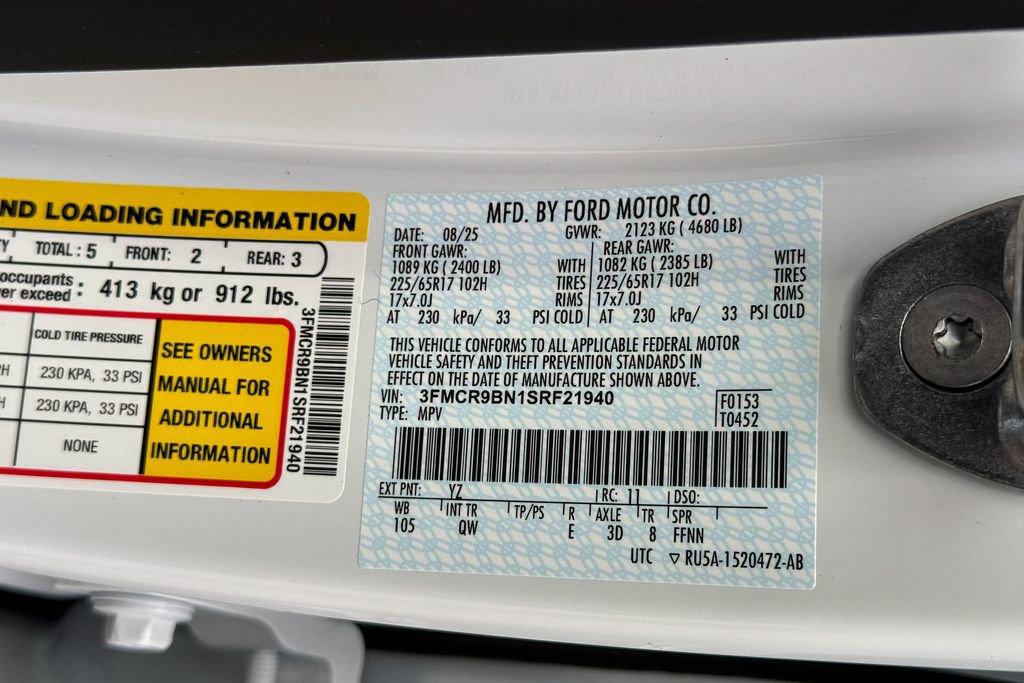 ND LOADING INFORMATION
TY TOTAL : 5 FRONT: 2 REAR: 3
occupants
ver exceed : 413 kg or 912 lbs.
COLD TIRE PRESSURE
230 KPA, 33 PSI
230 KPA, 33 PSI
NONE
SEE OWNERS
MANUAL FOR
ADDITIONAL
INFORMATION
3FMCR9BN1SRF21940
MFD. BY FORD MOTOR CO.
DATE: 08/25 GVWR: 2123 KG ( 4680 LB)
FRONT GAWR: REAR GAWR:
1089 KG (2400 LB) WITH 1082 KG ( 2385 LB) WITH
225/65R17 102H TIRES 225/65R17 102H TIRES
17x7.0J RIMS 17x7.0J RIMS
AT 230 kPa/ 33 PSI COLD AT 230 kPa/ 33 PSI COLD
THIS VEHICLE CONFORMS TO ALL APPLICABLE FEDERAL MOTOR
VEHICLE SAFETY AND THEFT PREVENTION STANDARDS IN
EFFECT ON THE DATE OF MANUFACTURE SHOWN ABOVE.
VIN: 3FMCR9BN1SRF21940 F0153
TYPE: MPV T0452
EXT PNT: YZ RC: 11 DSO:
WB INT TR TP/PS R AXLE TR SPR
105 QW E 3D 8 FFNN
UTC ▽ RU5A-1520472-AB